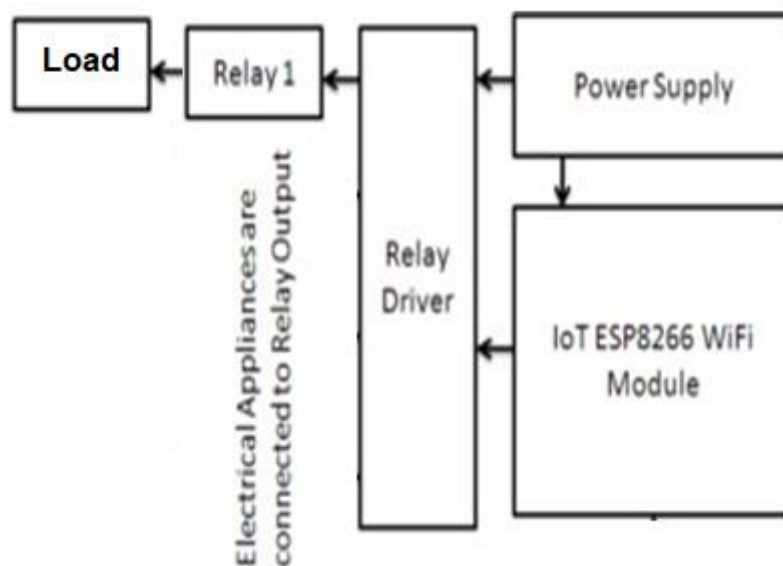 Load
Relay 1
Power Supply
Electrical Appliances are
connected to Relay Output
Relay
Driver
IoT ESP8266 WiFi
Module